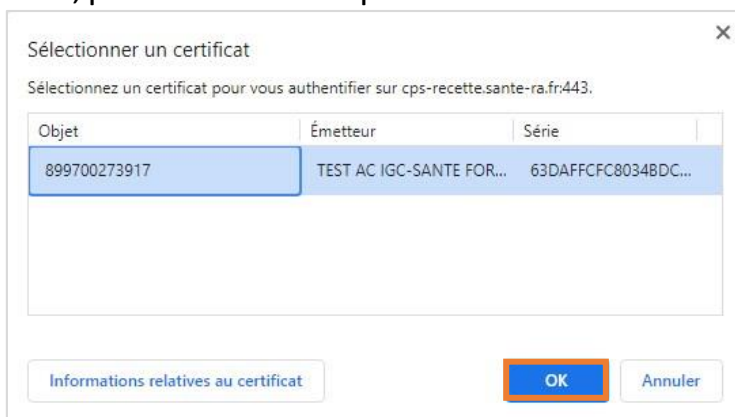 Sélectionner un certificat
Sélectionnez un certificat pour vous authentifier sur cps-recette.sante-ra.fr:443.
Objet Émetteur Série
899700273917 TEST AC IGC-SANTE FOR... 63DAFFCFC8034BDC...
Informations relatives au certificat OK Annuler